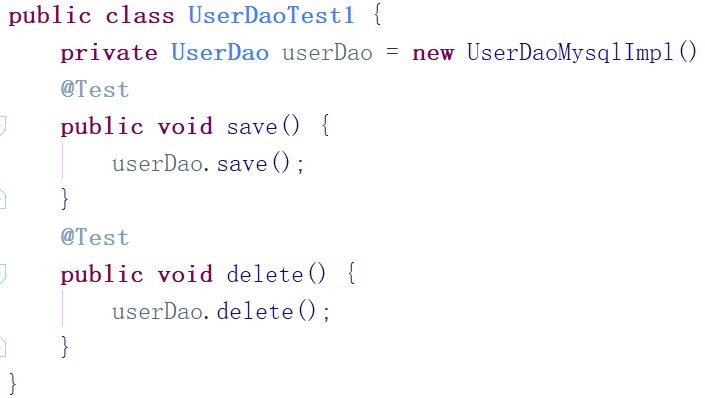 public class UserDaoTest1 {
    private UserDao userDao = new UserDaoMysqlImpl()
    @Test
    public void save() {
        userDao.save();
    }
    @Test
    public void delete() {
        userDao.delete();
    }
}